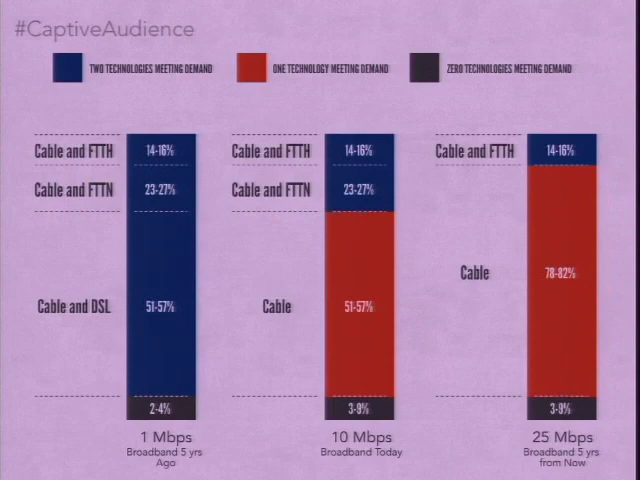 #CaptiveAudience
TWO TECHNOLOGIES MEETING DEMAND
ONE TECHNOLOGY MEETING DEMAND
ZERO TECHNOLOGIES MEETING DEMAND
Cable and FTTH
14-16%
Cable and FTTN
23-27%
Cable and DSL
51-57%
2-4%
1 Mbps
Broadband 5 yrs
Ago
Cable and FTTH
14-16%
Cable and FTTN
23-27%
Cable
51-57%
3-9%
10 Mbps
Broadband Today
Cable and FTTH
14-16%
Cable
78-82%
3-9%
25 Mbps
Broadband 5 yrs
from Now